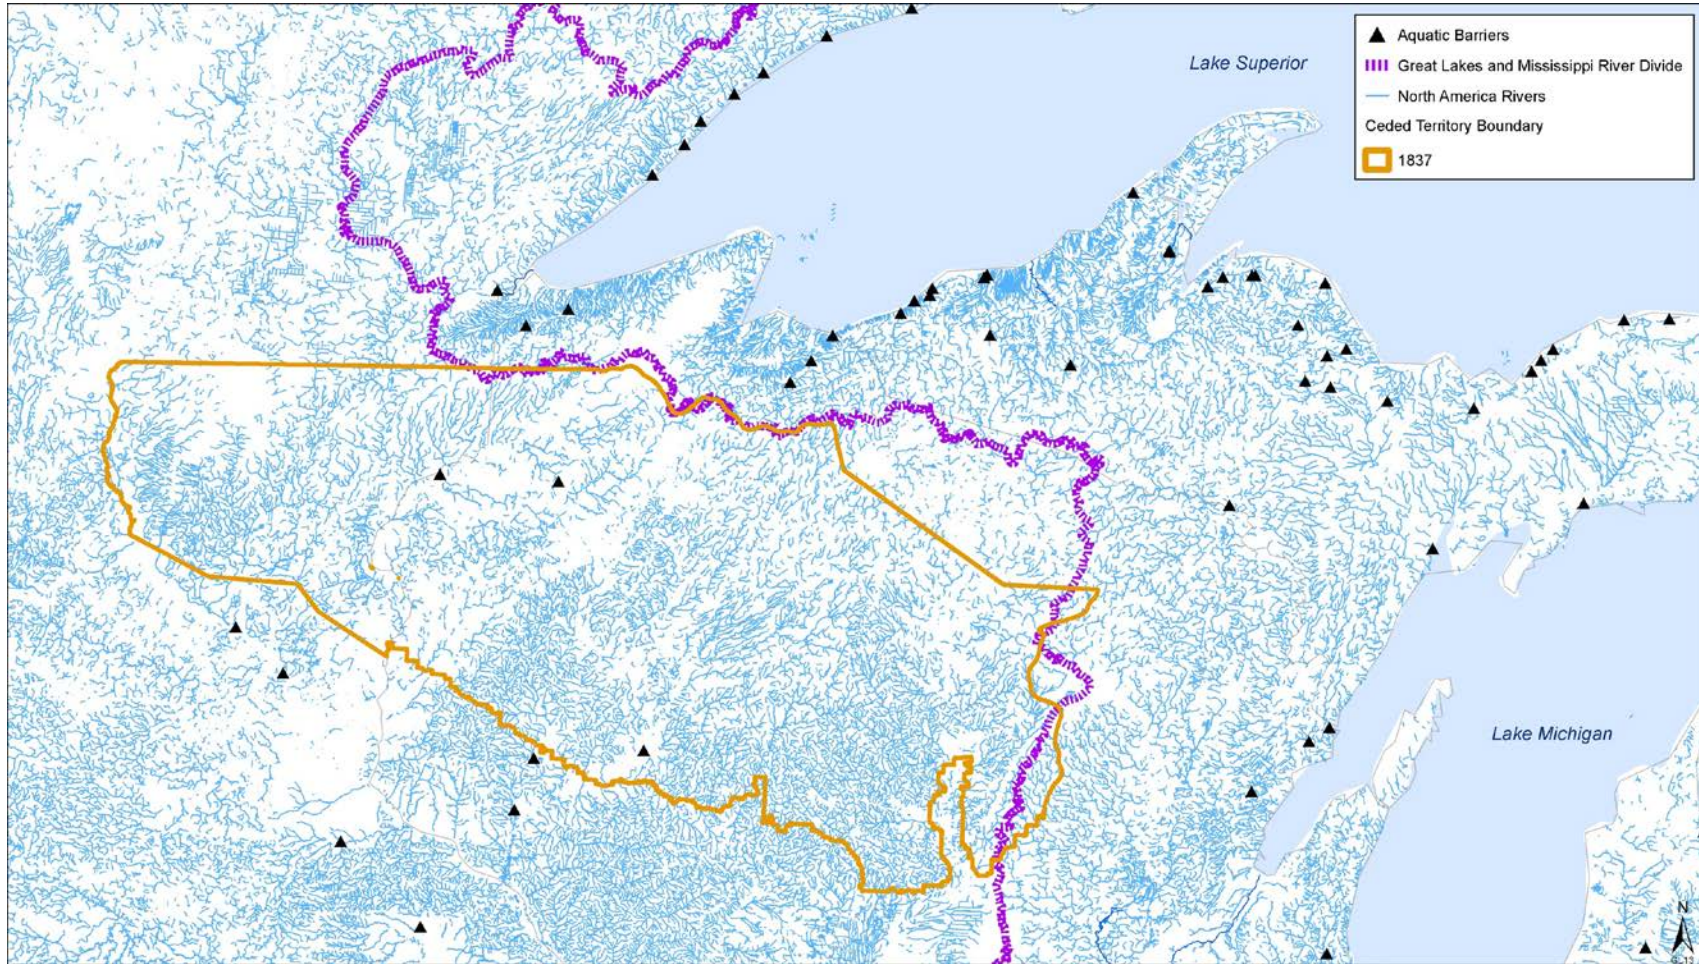 Lake Superior
Aquatic Barriers
Great Lakes and Mississippi River Divide
North America Rivers
Ceded Territory Boundary
1837
Lake Michigan
N